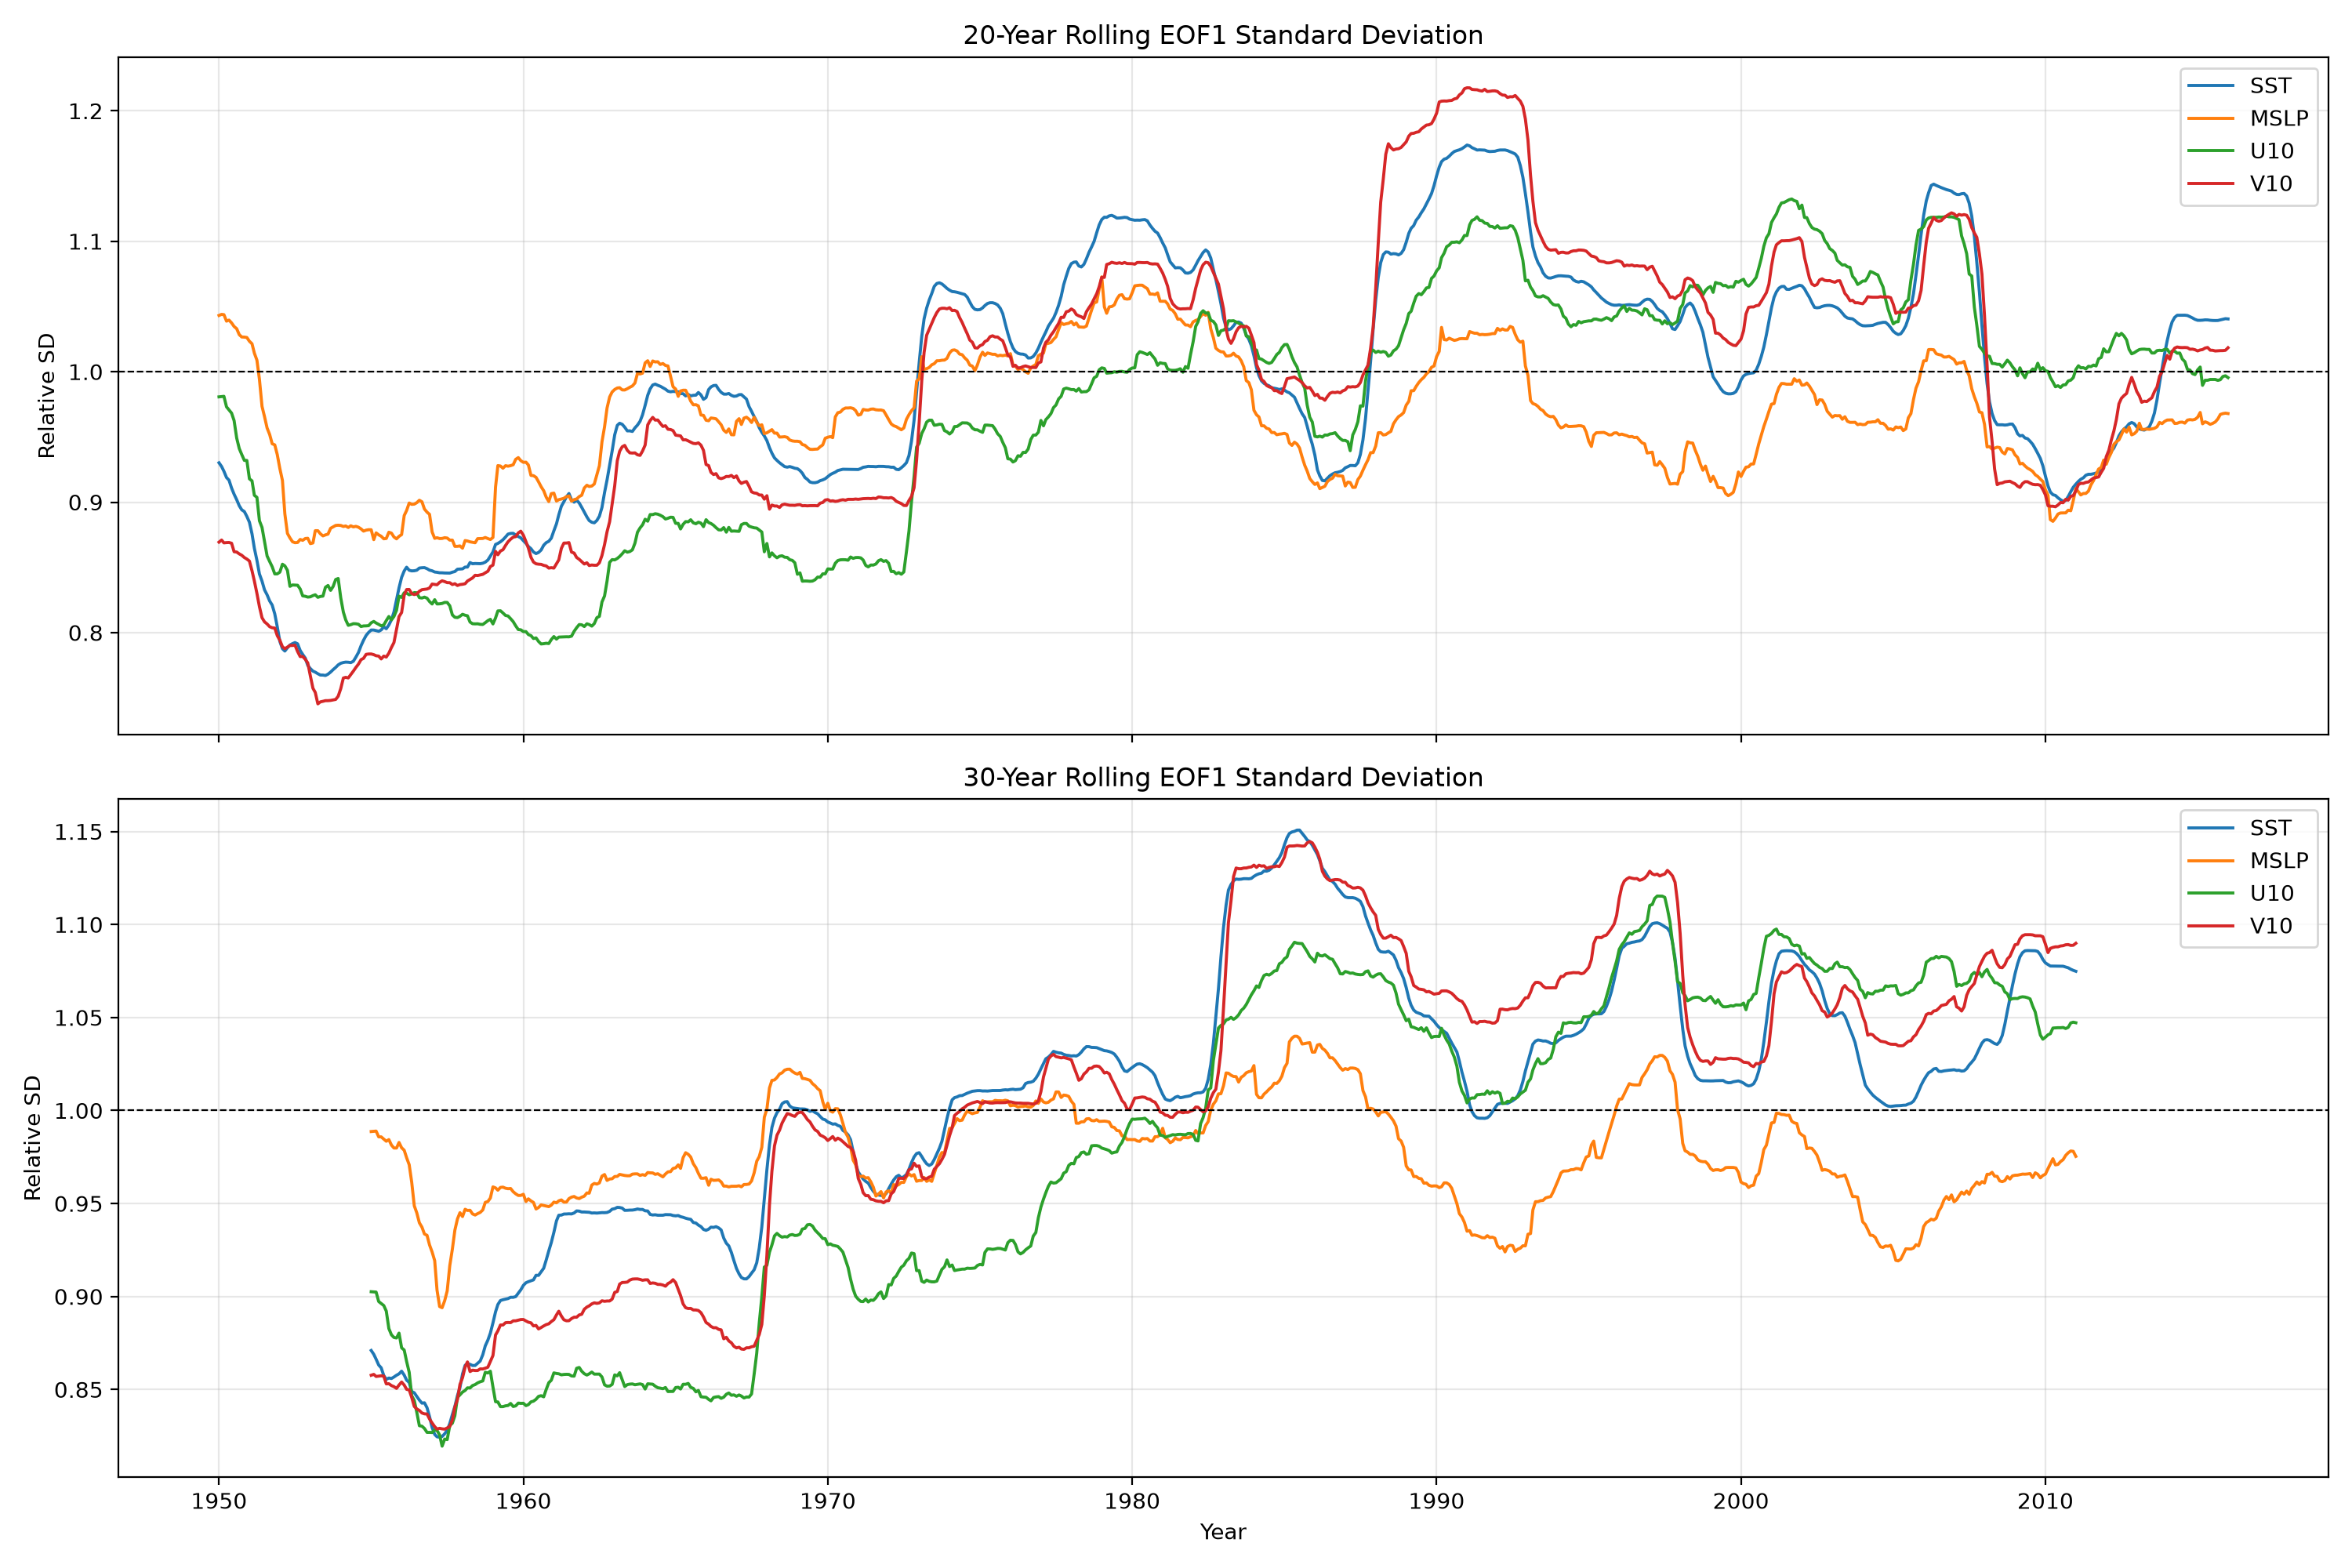 20-Year Rolling EOF1 Standard Deviation
Relative SD
1.2
1.1
1.0
0.9
0.8
SST
MSLP
U10
V10
30-Year Rolling EOF1 Standard Deviation
Relative SD
1.15
1.10
1.05
1.00
0.95
0.90
0.85
SST
MSLP
U10
V10
1950 1960 1970 1980 1990 2000 2010
Year